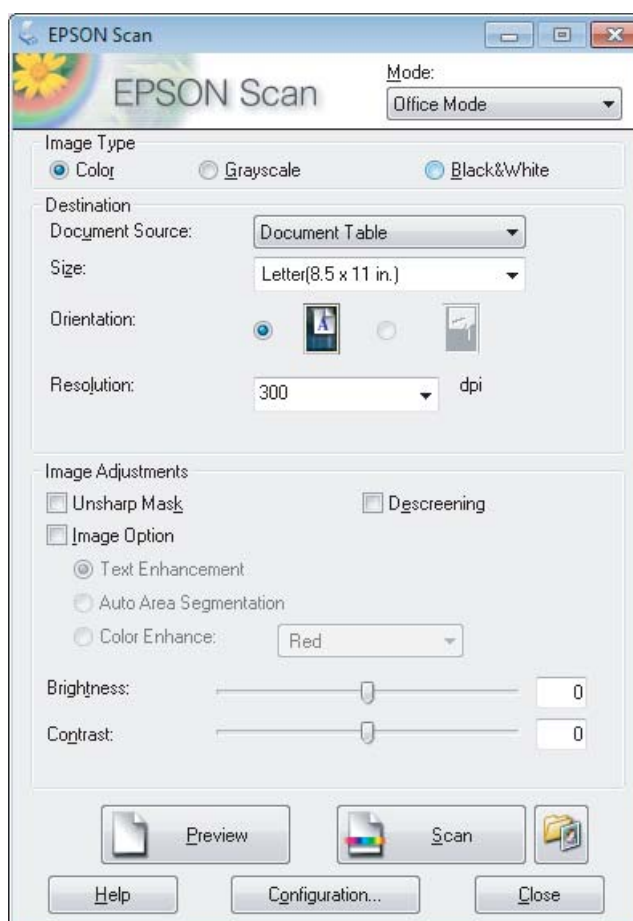 EPSON Scan
EPSON Scan
Mode:
Office Mode
Image Type
Color
Grayscale
Black&White
Destination
Document Source:
Document Table
Size:
Letter(8.5 x 11 in.)
Orientation:
A
Resolution:
300
dpi
Image Adjustments
Unsharp Mask
Descreening
Image Option
Text Enhancement
Auto Area Segmentation
Color Enhance:
Red
Brightness:
0
Contrast:
0
Preview
Scan
Help
Configuration...
Close